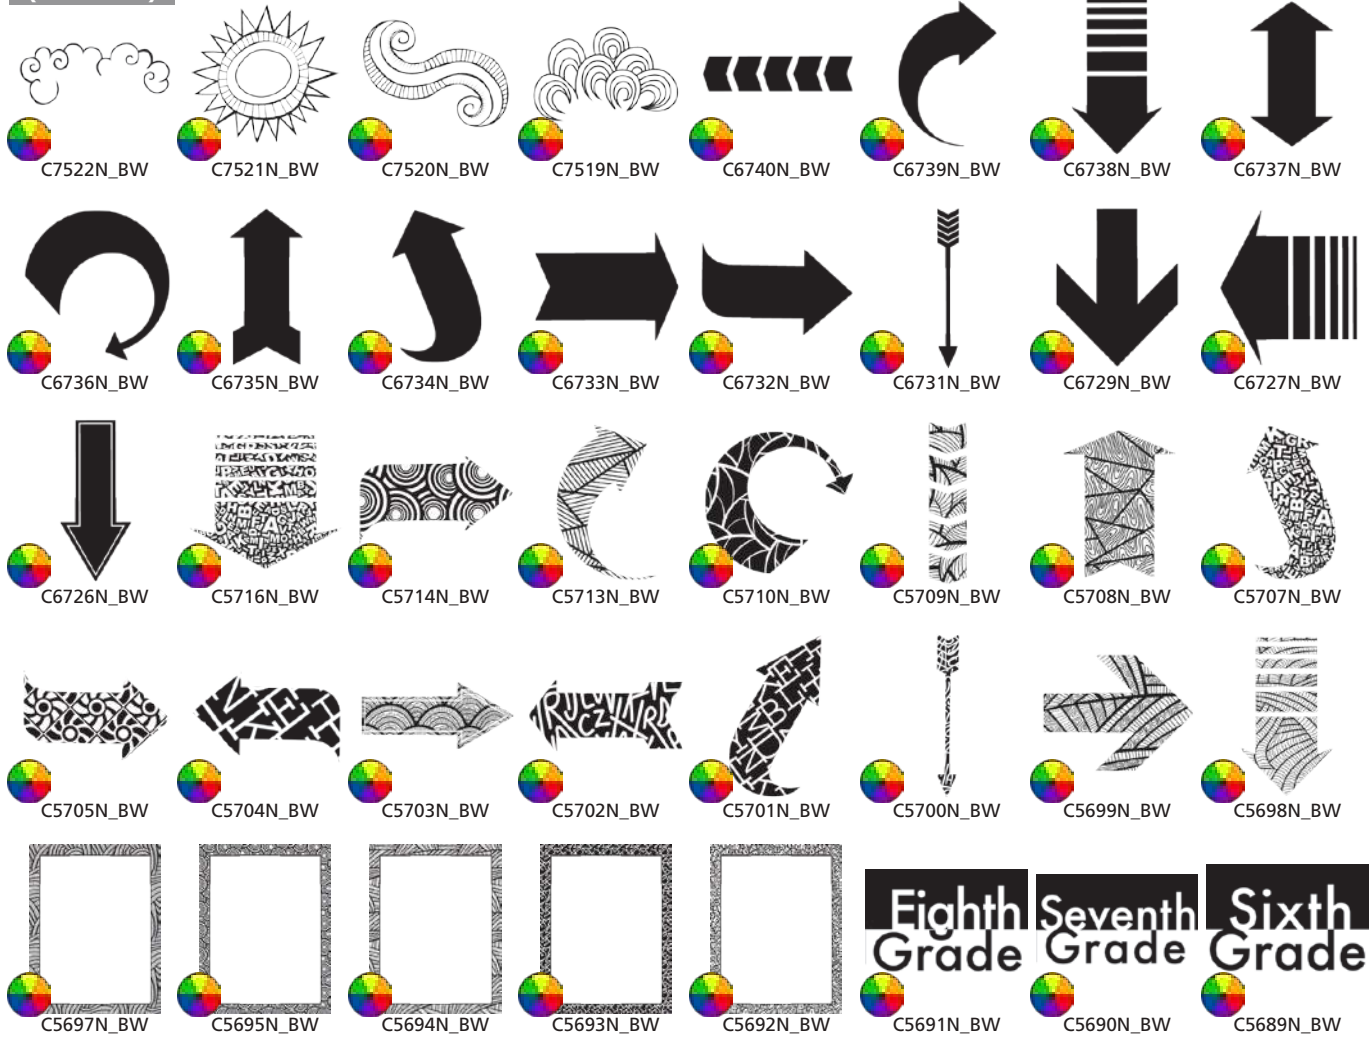 C7522N_BW C7521N_BW C7520N_BW C7519N_BW C6740N_BW C6739N_BW C6738N_BW C6737N_BW
C6736N_BW C6735N_BW C6734N_BW C6733N_BW C6732N_BW C6731N_BW C6729N_BW C6727N_BW
C6726N_BW C5716N_BW C5714N_BW C5713N_BW C5710N_BW C5709N_BW C5708N_BW C5707N_BW
C5705N_BW C5704N_BW C5703N_BW C5702N_BW C5701N_BW C5700N_BW C5699N_BW C5698N_BW
Eighth Seventh Sixth
Grade Grade Grade
C5697N_BW C5695N_BW C5694N_BW C5693N_BW C5692N_BW C5691N_BW C5690N_BW C5689N_BW